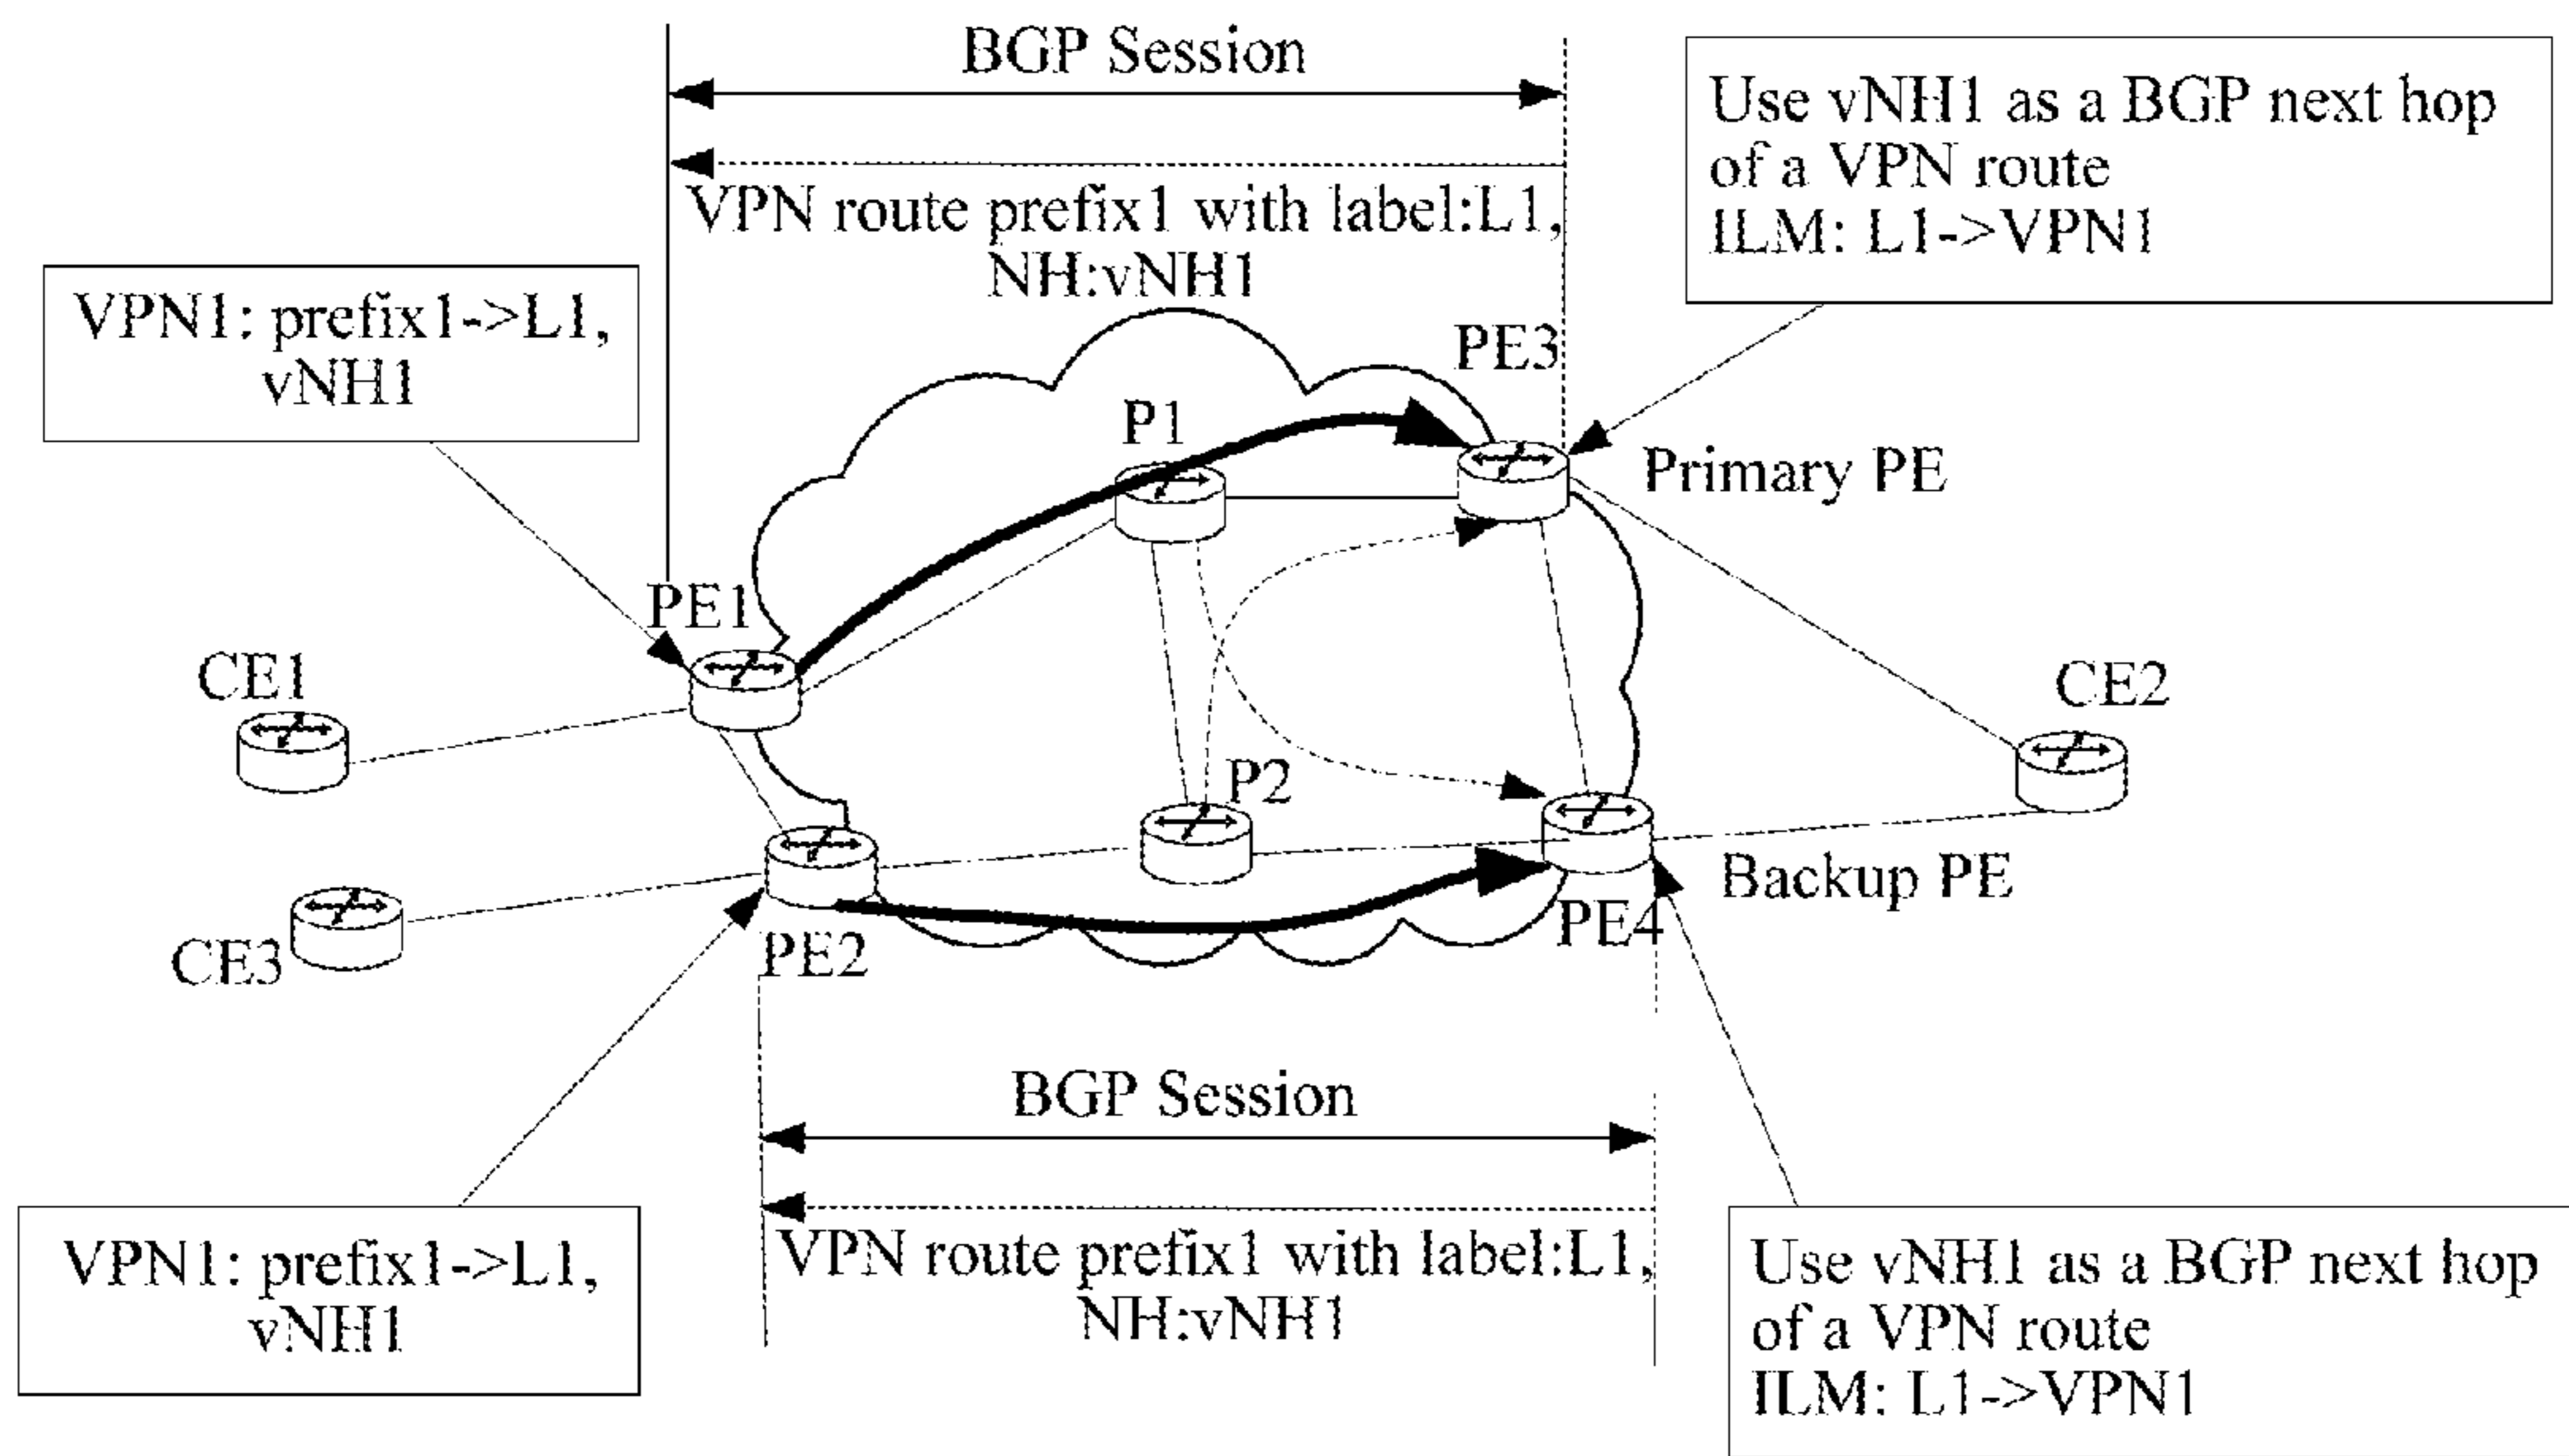 BGP Session
VPN route prefix1 with label:L1,
NH:vNH1
Use vNH1 as a BGP next hop
of a VPN route
ILM: L1->VPN1
VPN1: prefix1->L1,
vNH1
PE3
P1
Primary PE
PE1
CE1
CE2
P2
Backup PE
PE4
PE2
CE3
BGP Session
VPN route prefix1 with label:L1,
NH:vNH1
VPN1: prefix1->L1,
vNH1
Use vNH1 as a BGP next hop
of a VPN route
ILM: L1->VPN1